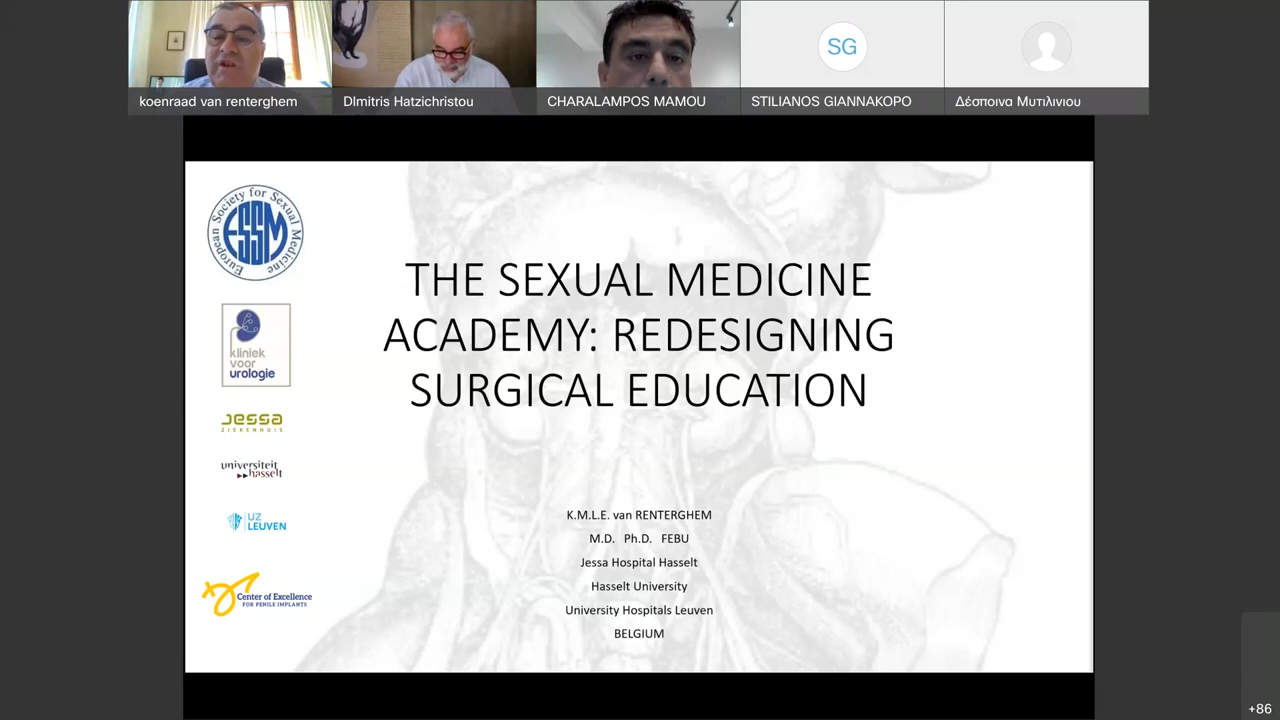 koenraad van renterghem
DImitris Hatzichristou
CHARALAMPOS MAMOU
SG
STILIANOS GIANNAKOPO
Δέσποινα Μυτιλινιου
European Society for Sexual Medicine
ESSM
kliniek
voor
urologie
Jessa
ZIEKENHUIS
universiteit
hasselt
UZ
LEUVEN
Center of Excellence
FOR PENILE IMPLANTS
THE SEXUAL MEDICINE
ACADEMY: REDESIGNING
SURGICAL EDUCATION
K.M.L.E. van RENTERGHEM
M.D. Ph.D. FEBU
Jessa Hospital Hasselt
Hasselt University
University Hospitals Leuven
BELGIUM
+86